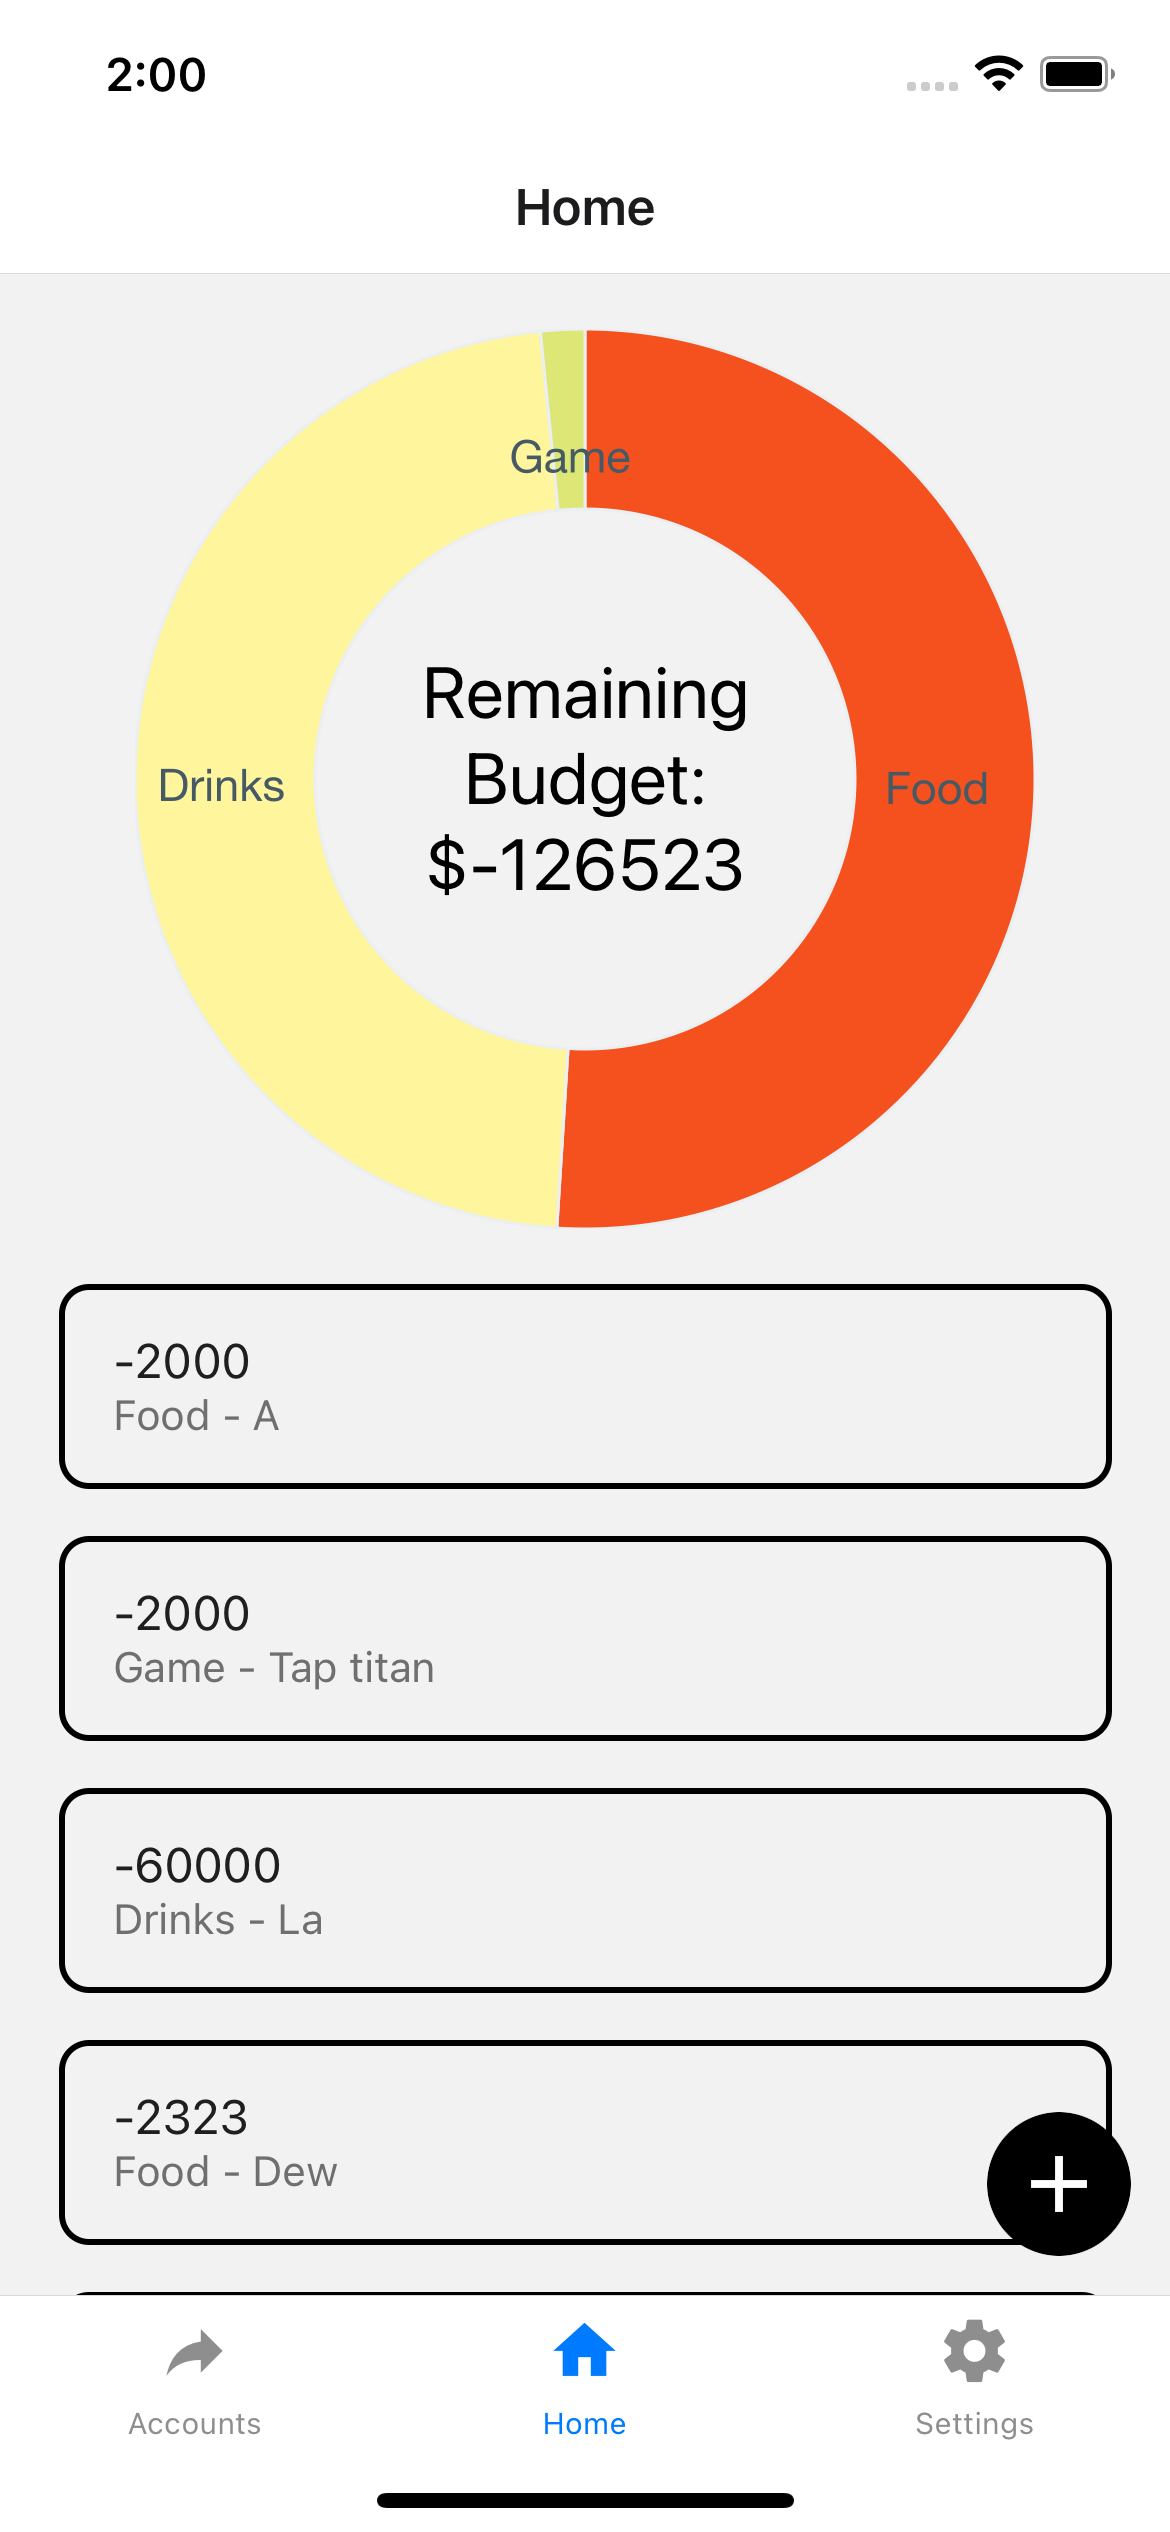 2:00
Home
Game
Drinks
Food
Remaining
Budget:
$-126523
-2000
Food - A
-2000
Game - Tap titan
-60000
Drinks - La
-2323
Food - Dew
Accounts
Home
Settings